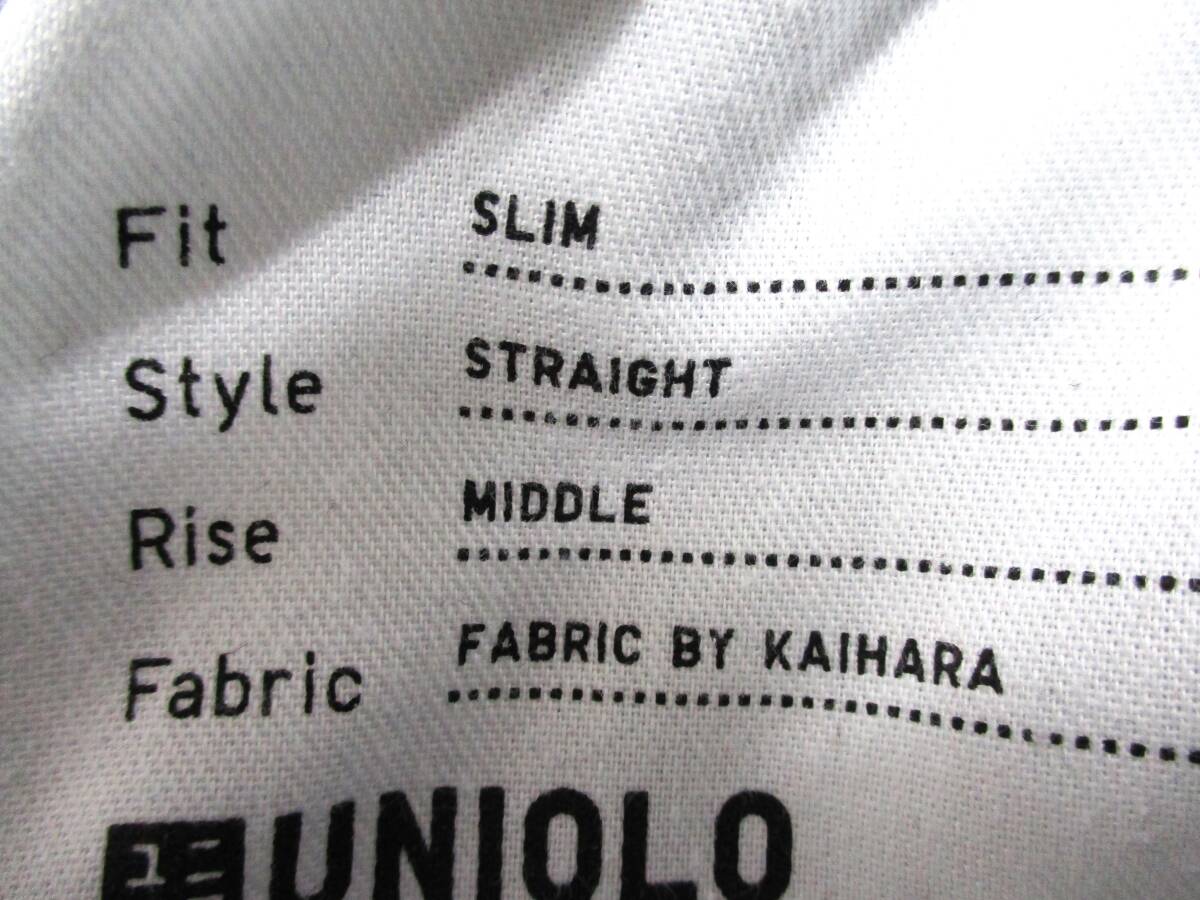 Fit SLIM
Style STRAIGHT
Rise MIDDLE
Fabric FABRIC BY KAIHARA
UNIQLO